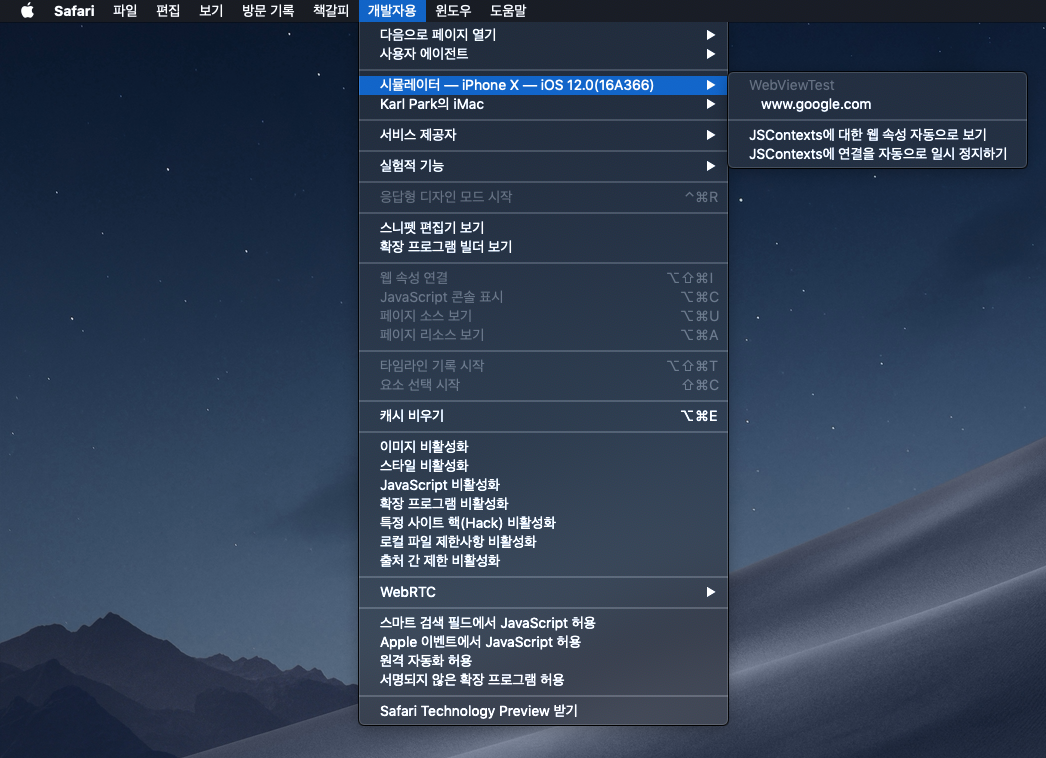 Safari 파일 편집 보기 방문 기록 책갈피 개발자용 윈도우 도움말
다음으로 페이지 열기 ▶
사용자 에이전트 ▶
시뮬레이터 — iPhone X — iOS 12.0(16A366) ▶
Karl Park의 iMac ▶
서비스 제공자 ▶
실험적 기능 ▶
응답형 디자인 모드 시작 ^⌘R
스니펫 편집기 보기
확장 프로그램 빌더 보기
웹 속성 연결 ⌥⇧⌘I
JavaScript 콘솔 표시 ⌥⌘C
페이지 소스 보기 ⌥⌘U
페이지 리소스 보기 ⌥⌘A
타임라인 기록 시작 ⌥⇧⌘T
요소 선택 시작 ⇧⌘C
캐시 비우기 ⌥⌘E
이미지 비활성화
스타일 비활성화
JavaScript 비활성화
확장 프로그램 비활성화
특정 사이트 핵(Hack) 비활성화
로컬 파일 제한사항 비활성화
출처 간 제한 비활성화
WebRTC ▶
스마트 검색 필드에서 JavaScript 허용
Apple 이벤트에서 JavaScript 허용
원격 자동화 허용
서명되지 않은 확장 프로그램 허용
Safari Technology Preview 받기
WebViewTest
www.google.com
JSContexts에 대한 웹 속성 자동으로 보기
JSContexts에 연결을 자동으로 일시 정지하기